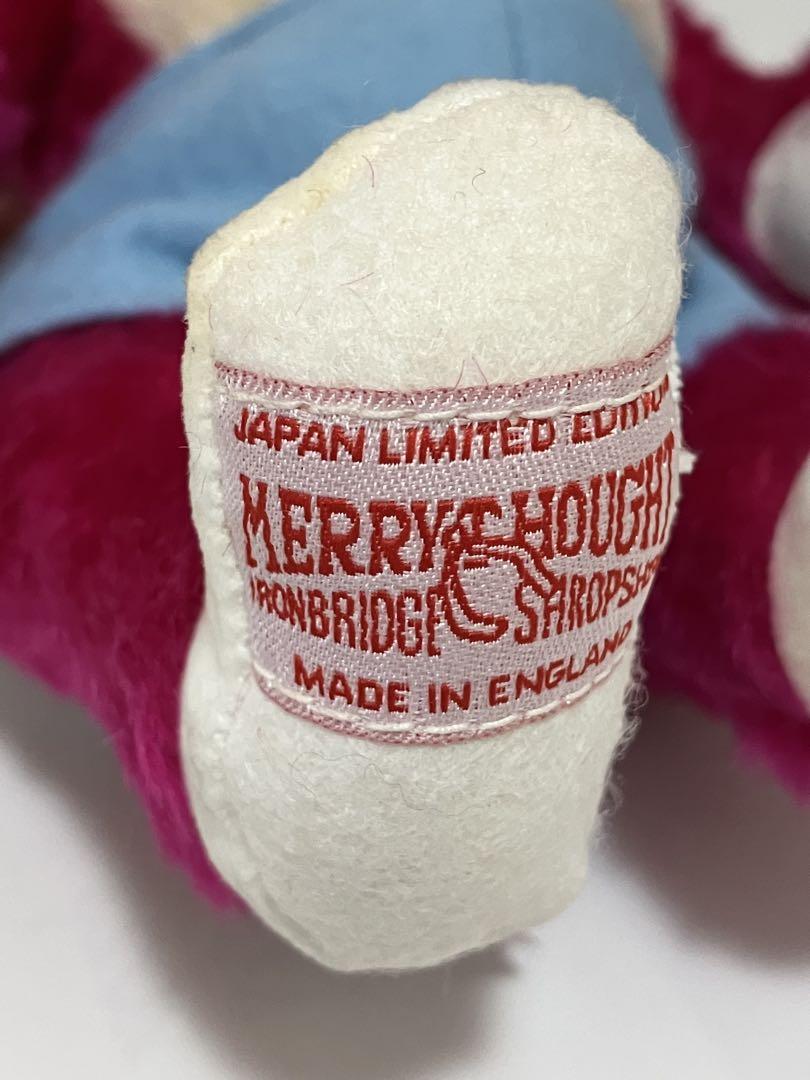 JAPAN LIMITED EDITION
MERRYTHOUGHT
IRONBRIDGE SHROPSHIRE
MADE IN ENGLAND